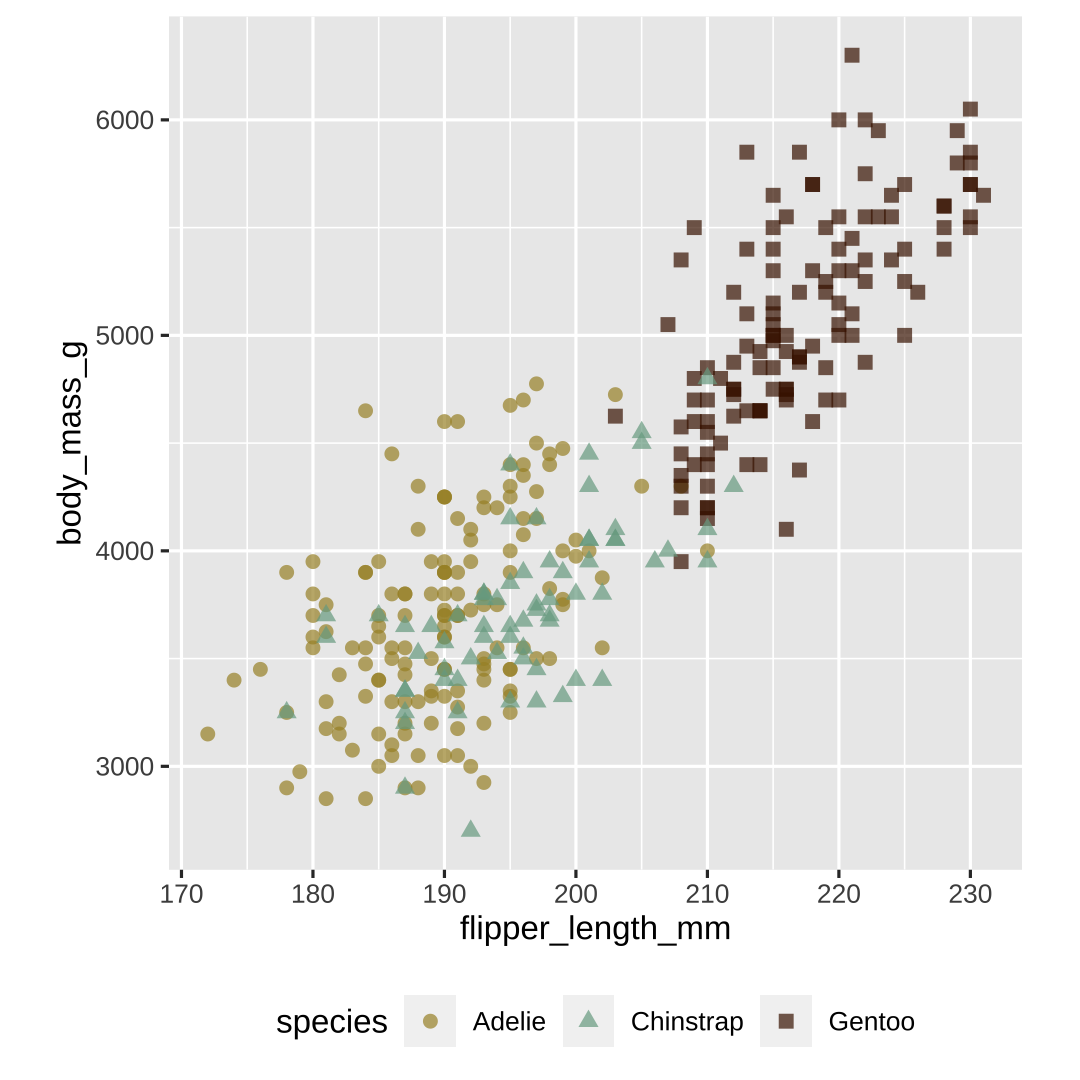 6000
5000
4000
3000
body_mass_g
170 180 190 200 210 220 230
flipper_length_mm
species Adelie Chinstrap Gentoo